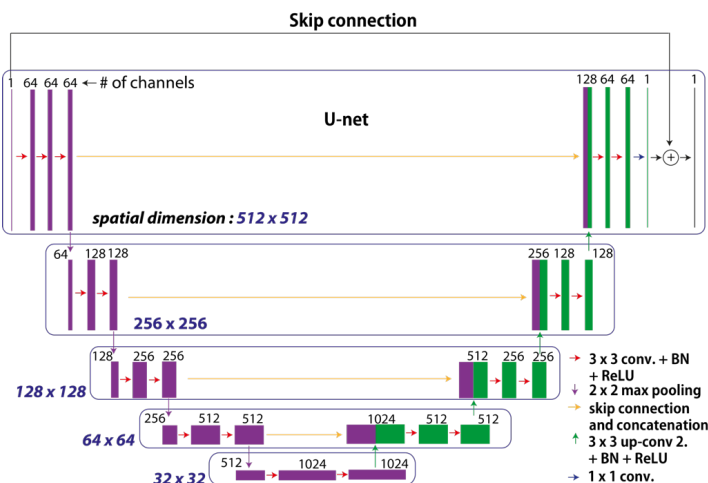 Skip connection
1 64 64 64 ← # of channels
128 64 64 1 1
U-net
+
spatial dimension : 512 x 512
64 128 128
256 128 128
256 x 256
128 256 256
512 256 256
128 x 128
256 512 512
1024 512 512
64 x 64
512 1024 1024
32 x 32
3 x 3 conv. + BN
+ ReLU
2 x 2 max pooling
skip connection
and concatenation
3 x 3 up-conv 2.
+ BN + ReLU
1 x 1 conv.